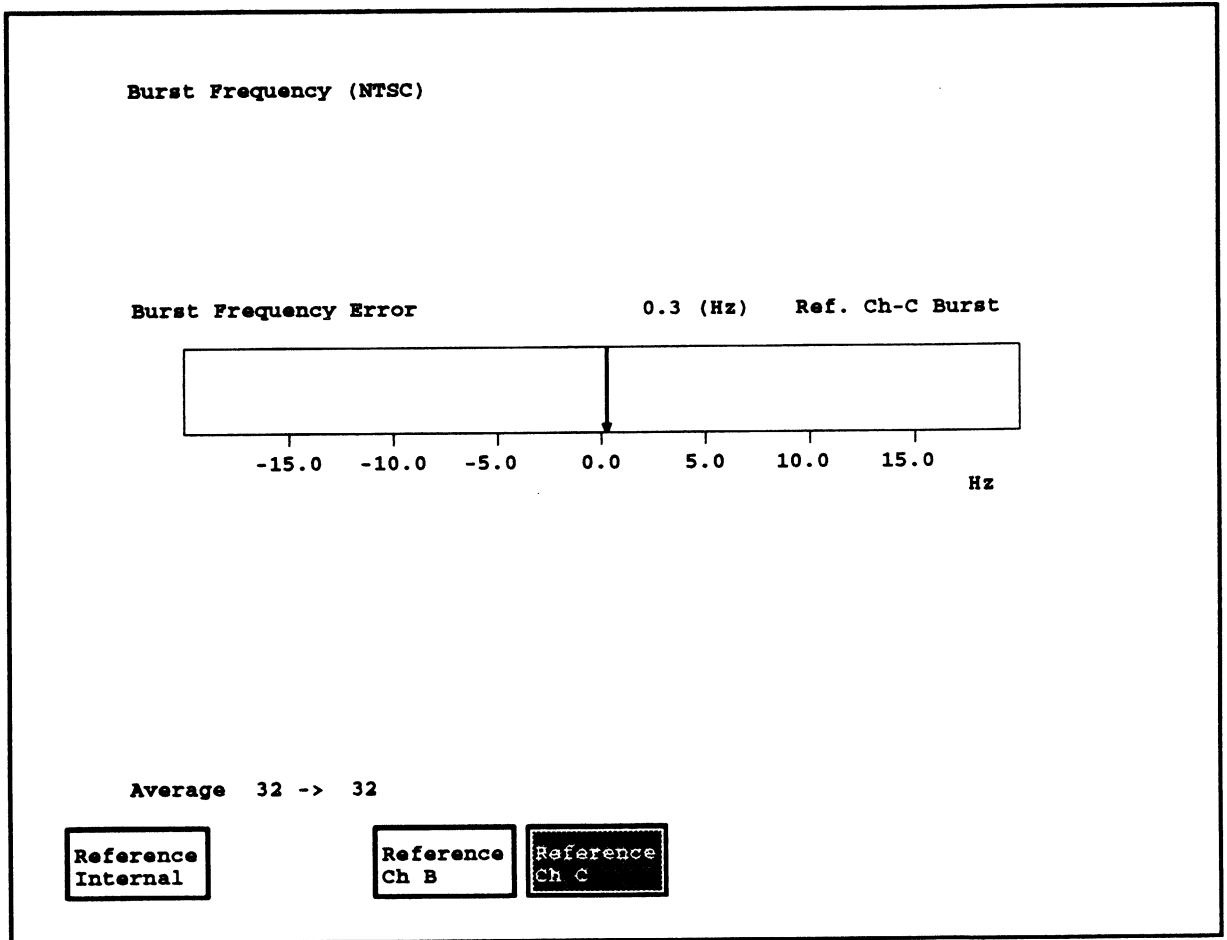 Burst Frequency (NTSC)
Burst Frequency Error 0.3 (Hz) Ref. Ch-C Burst
-15.0 -10.0 -5.0 0.0 5.0 10.0 15.0
Hz
Average 32 -> 32
Reference Internal
Reference Ch B
Reference Ch C